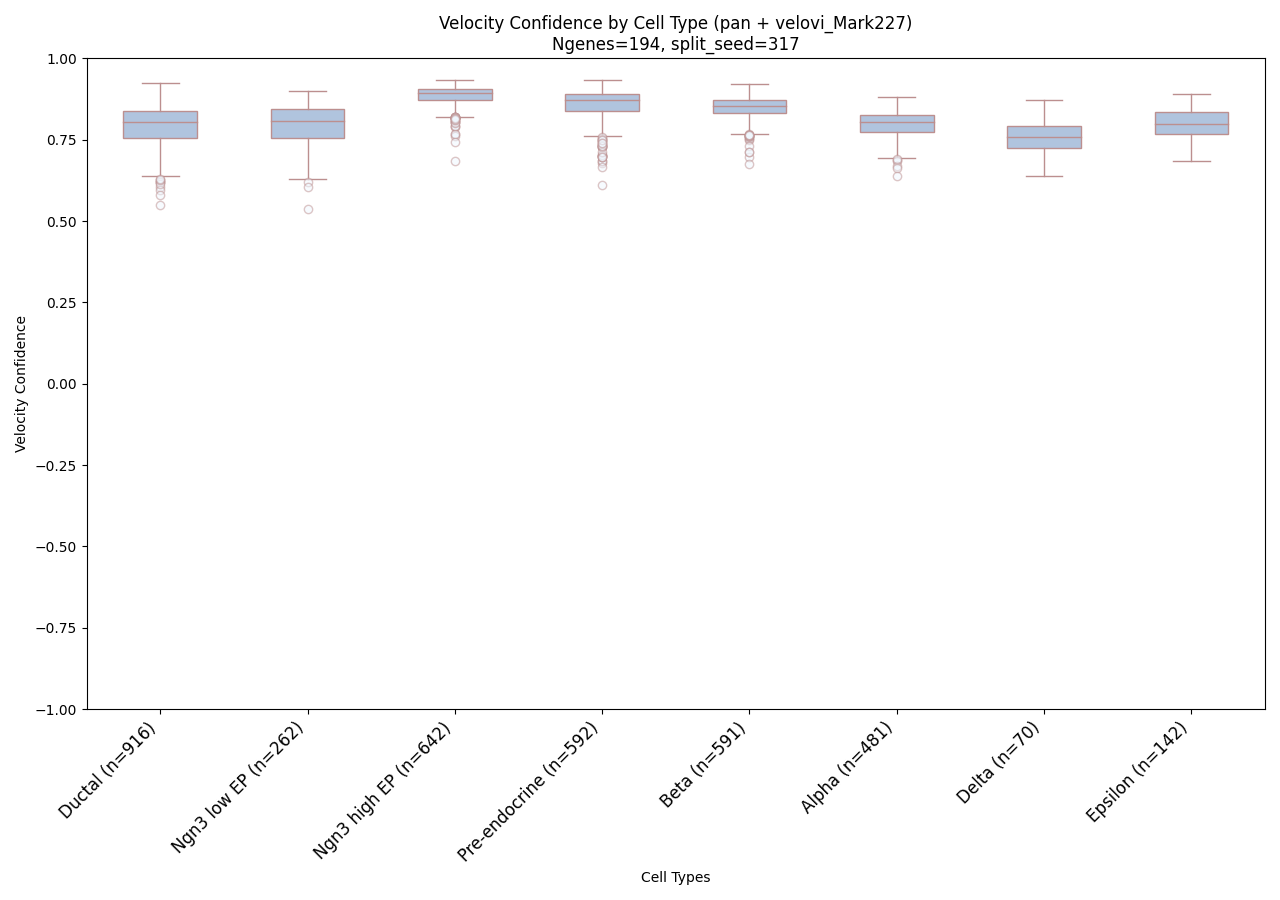 Velocity Confidence by Cell Type (pan + velovi_Mark227)
Ngenes=194, split_seed=317
1.00
0.75
0.50
0.25
0.00
−0.25
−0.50
−0.75
−1.00
Velocity Confidence
Ductal (n=916)
Ngn3 low EP (n=262)
Ngn3 high EP (n=642)
Pre-endocrine (n=592)
Beta (n=591)
Alpha (n=481)
Delta (n=70)
Epsilon (n=142)
Cell Types